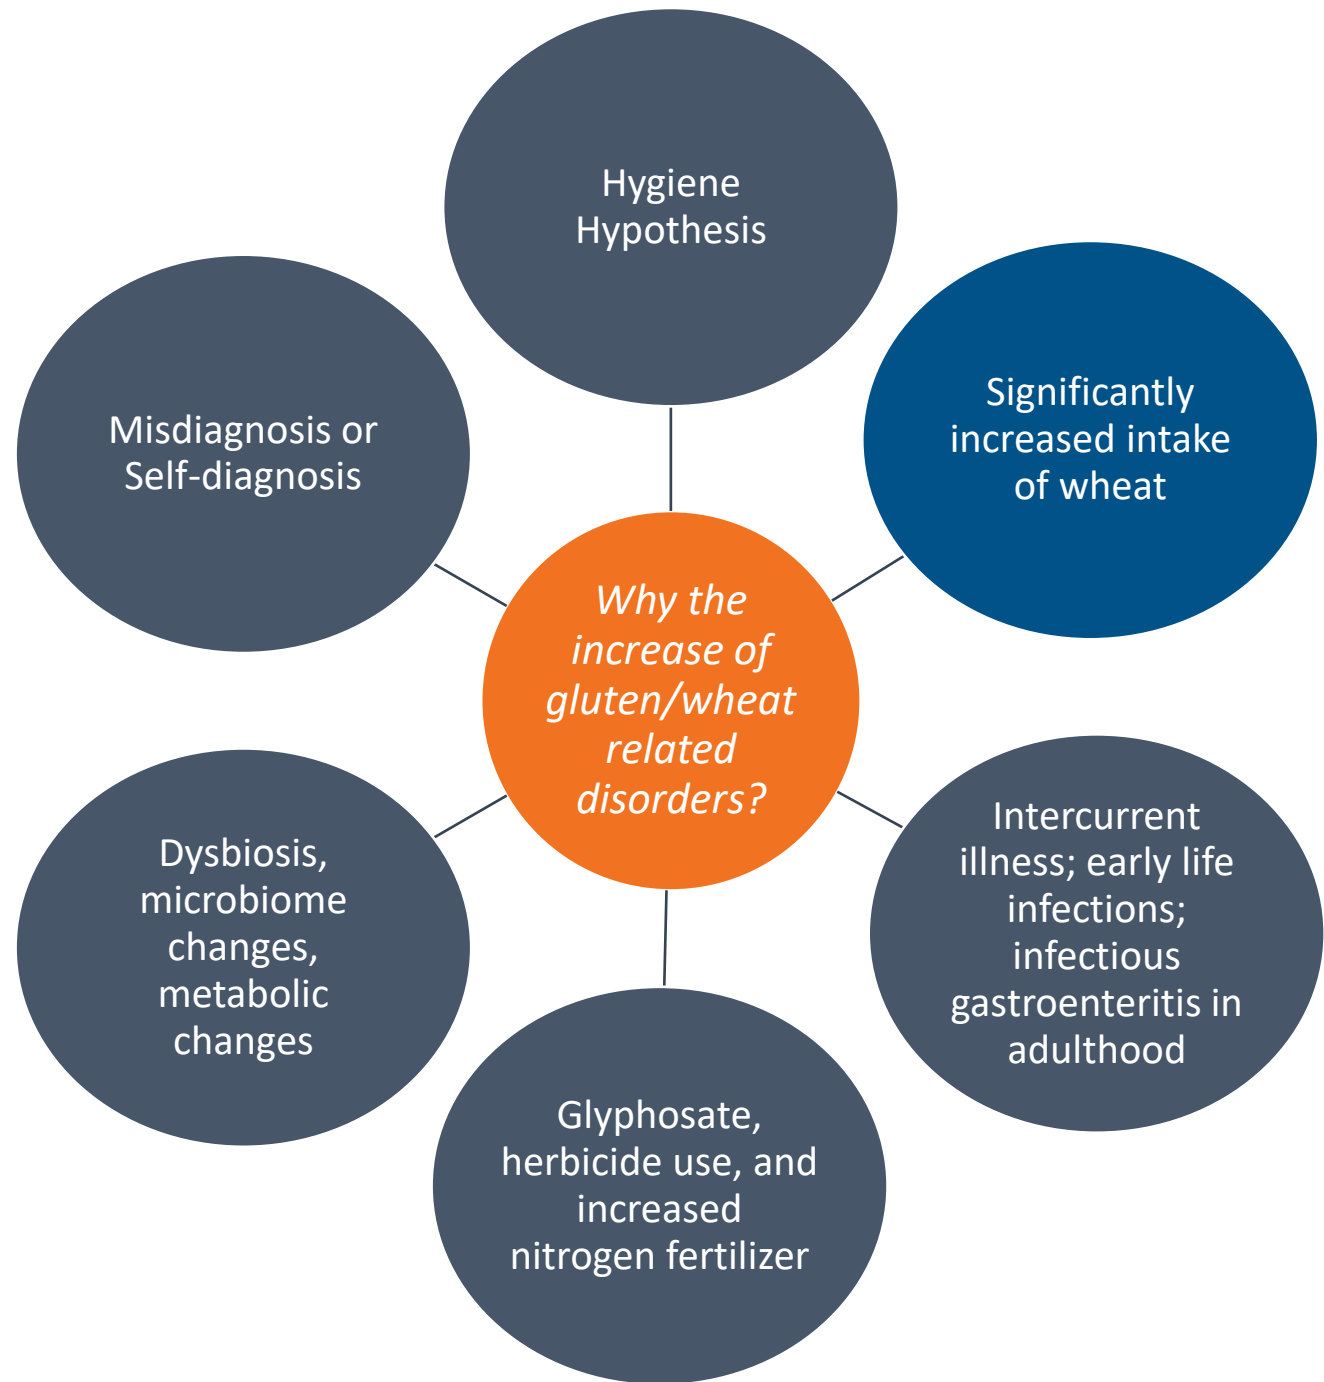 Hygiene
Hypothesis
Significantly
increased intake
of wheat
Misdiagnosis or
Self-diagnosis
Why the
increase of
gluten/wheat
related
disorders?
Intercurrent
illness; early life
infections;
infectious
gastroenteritis in
adulthood
Dysbiosis,
microbiome
changes,
metabolic
changes
Glyphosate,
herbicide use, and
increased
nitrogen fertilizer